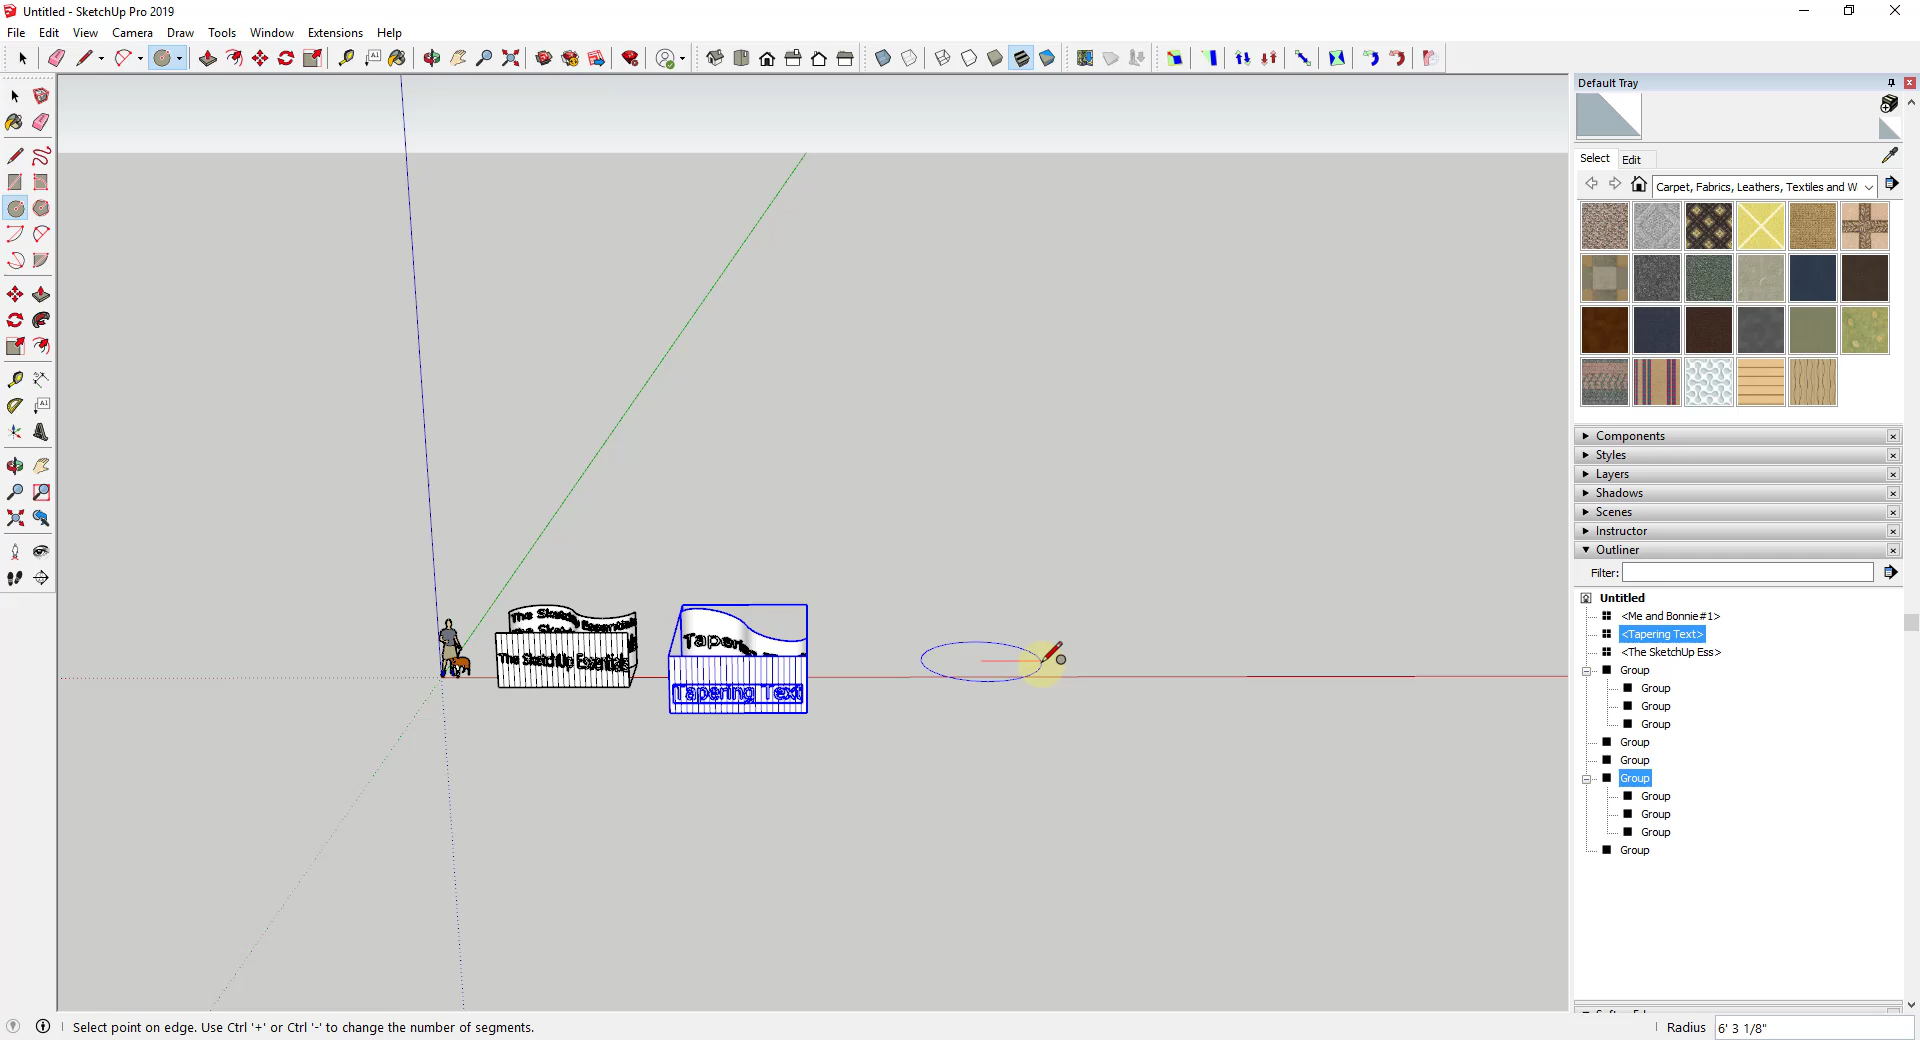 Untitled - SketchUp Pro 2019
File Edit View Camera Draw Tools Window Extensions Help
Default Tray
Select Edit
Carpet, Fabrics, Leathers, Textiles and W
Components
Styles
Layers
Shadows
Scenes
Instructor
Outliner
Filter:
Untitled
<Me and Bonnie#1>
<Tapering Text>
<The SketchUp Ess>
Group
Group
Group
Group
Group
Group
Group
Group
Group
Group
Group
The Sketch
The SketchUp Essentials
Taperin
Tapering Text
Select point on edge. Use Ctrl '+' or Ctrl '-' to change the number of segments.
Radius 6' 3 1/8"